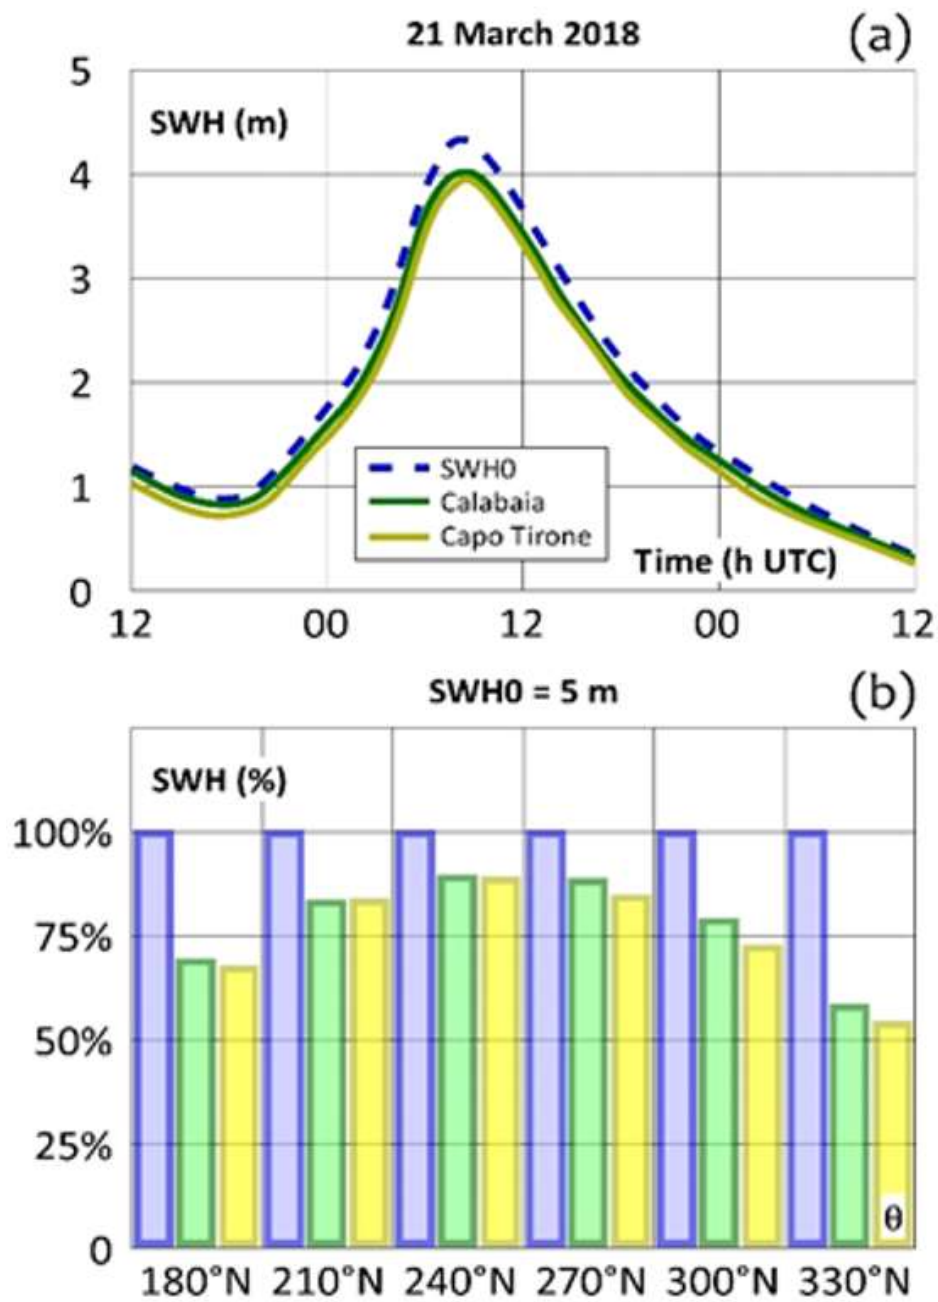 21 March 2018
(a)
5
SWH (m)
4
3
2
1
0
SWH0
Calabaia
Capo Tirone
Time (h UTC)
12 00 12 00 12
SWH0 = 5 m
(b)
SWH (%)
100%
75%
50%
25%
0
θ
180°N 210°N 240°N 270°N 300°N 330°N